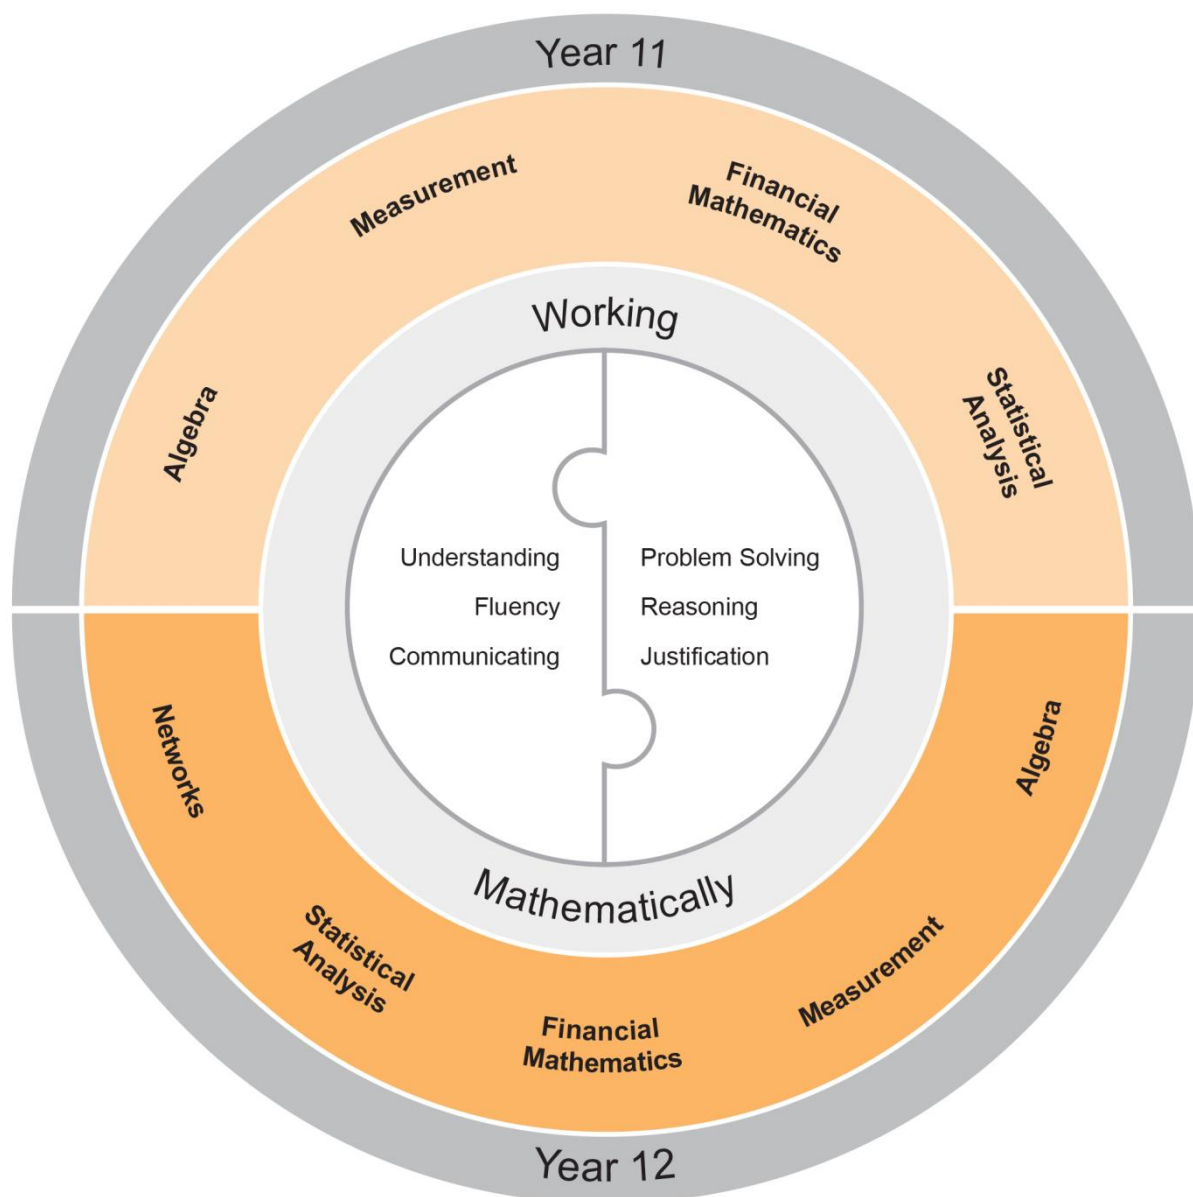 Year 11
Measurement
Financial
Mathematics
Algebra
Statistical
Analysis
Working
Understanding
Fluency
Communicating
Problem Solving
Reasoning
Justification
Mathematically
Networks
Statistical
Analysis
Financial
Mathematics
Measurement
Algebra
Year 12